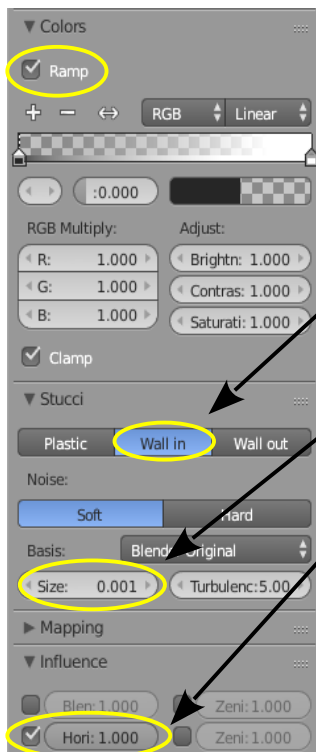 Colors
Ramp
RGB Linear
:0.000
RGB Multiply: Adjust:
R: 1.000 Brightn: 1.000
G: 1.000 Contras: 1.000
B: 1.000 Saturati: 1.000
Clamp
Stucci
Plastic Wall in Wall out
Noise:
Soft Hard
Basis: Blender Original
Size: 0.001 Turbulenc:5.00
Mapping
Influence
Blen: 1.000 Zeni: 1.000
Hori: 1.000 Zeni: 1.000